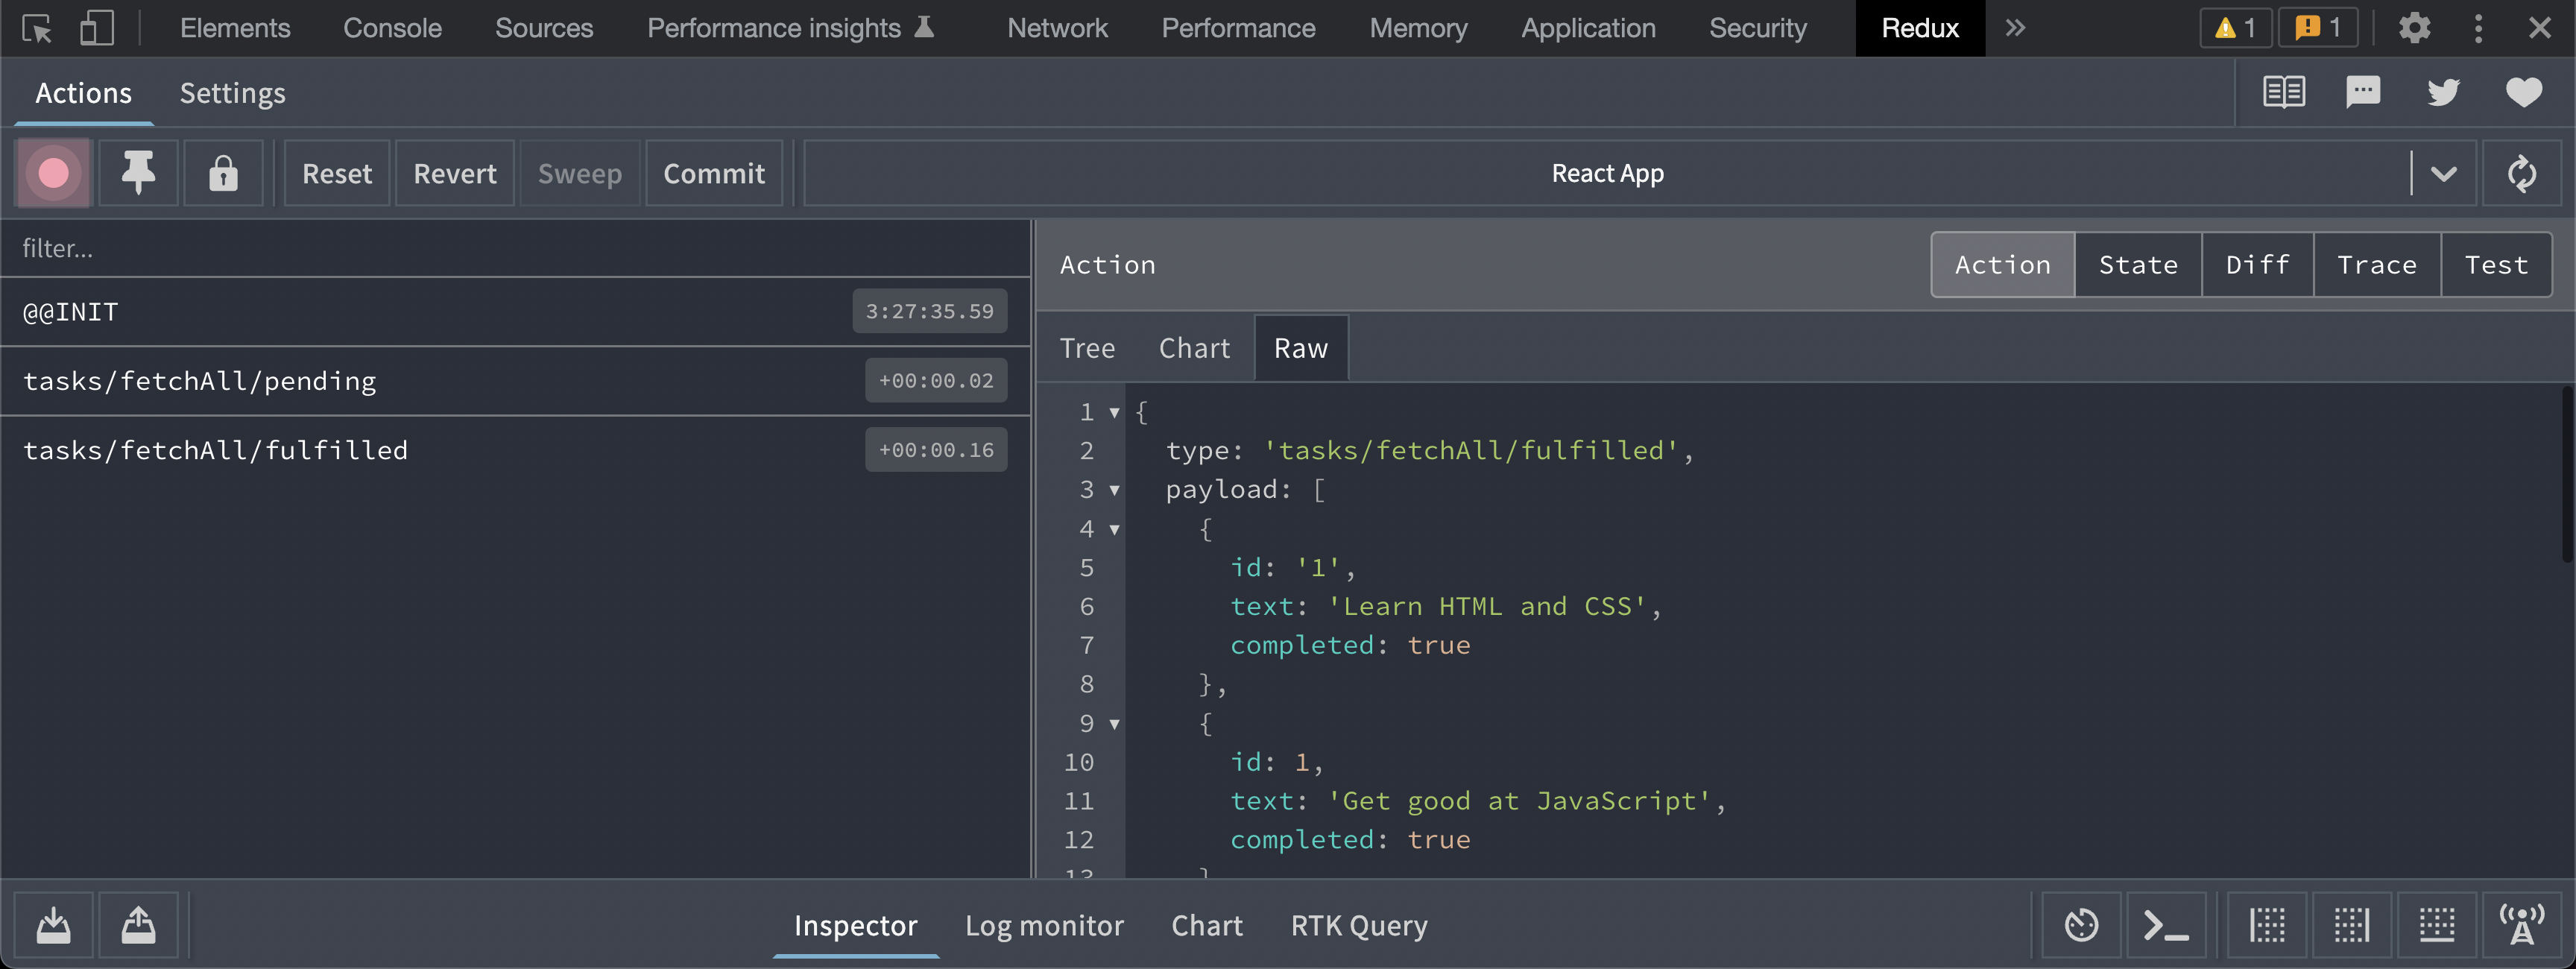 Elements Console Sources Performance insights Network Performance Memory Application Security Redux 1 1
Actions Settings
Reset Revert Sweep Commit React App
filter...
@@INIT 3:27:35.59
tasks/fetchAll/pending +00:00.02
tasks/fetchAll/fulfilled +00:00.16
Action Action State Diff Trace Test
Tree Chart Raw
1 {
2 type: 'tasks/fetchAll/fulfilled',
3 payload: [
4 {
5 id: '1',
6 text: 'Learn HTML and CSS',
7 completed: true
8 },
9 {
10 id: 1,
11 text: 'Get good at JavaScript',
12 completed: true
13 }
Inspector Log monitor Chart RTK Query